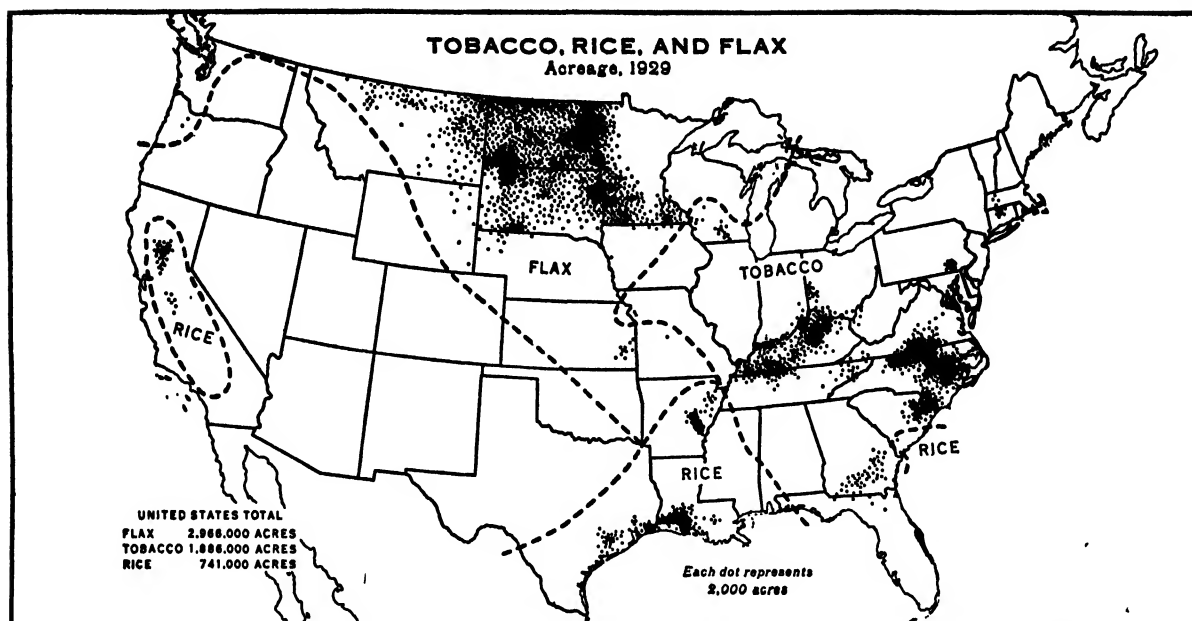 TOBACCO, RICE, AND FLAX
Acreage, 1929
FLAX
TOBACCO
RICE
RICE
RICE
UNITED STATES TOTAL
FLAX 2,966,000 ACRES
TOBACCO 1,886,000 ACRES
RICE 741,000 ACRES
Each dot represents
2,000 acres